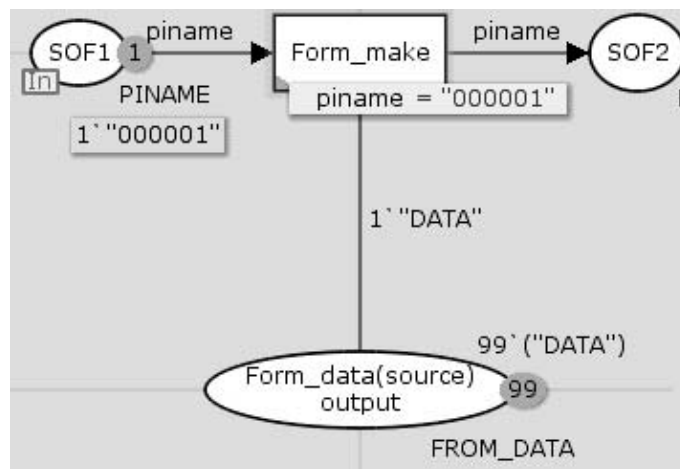 piname
piname
SOF1
1
Form_make
SOF2
In
PINAME
piname = "000001"
1`"000001"
1`"DATA"
99`("DATA")
Form_data(source)
output
99
FROM_DATA